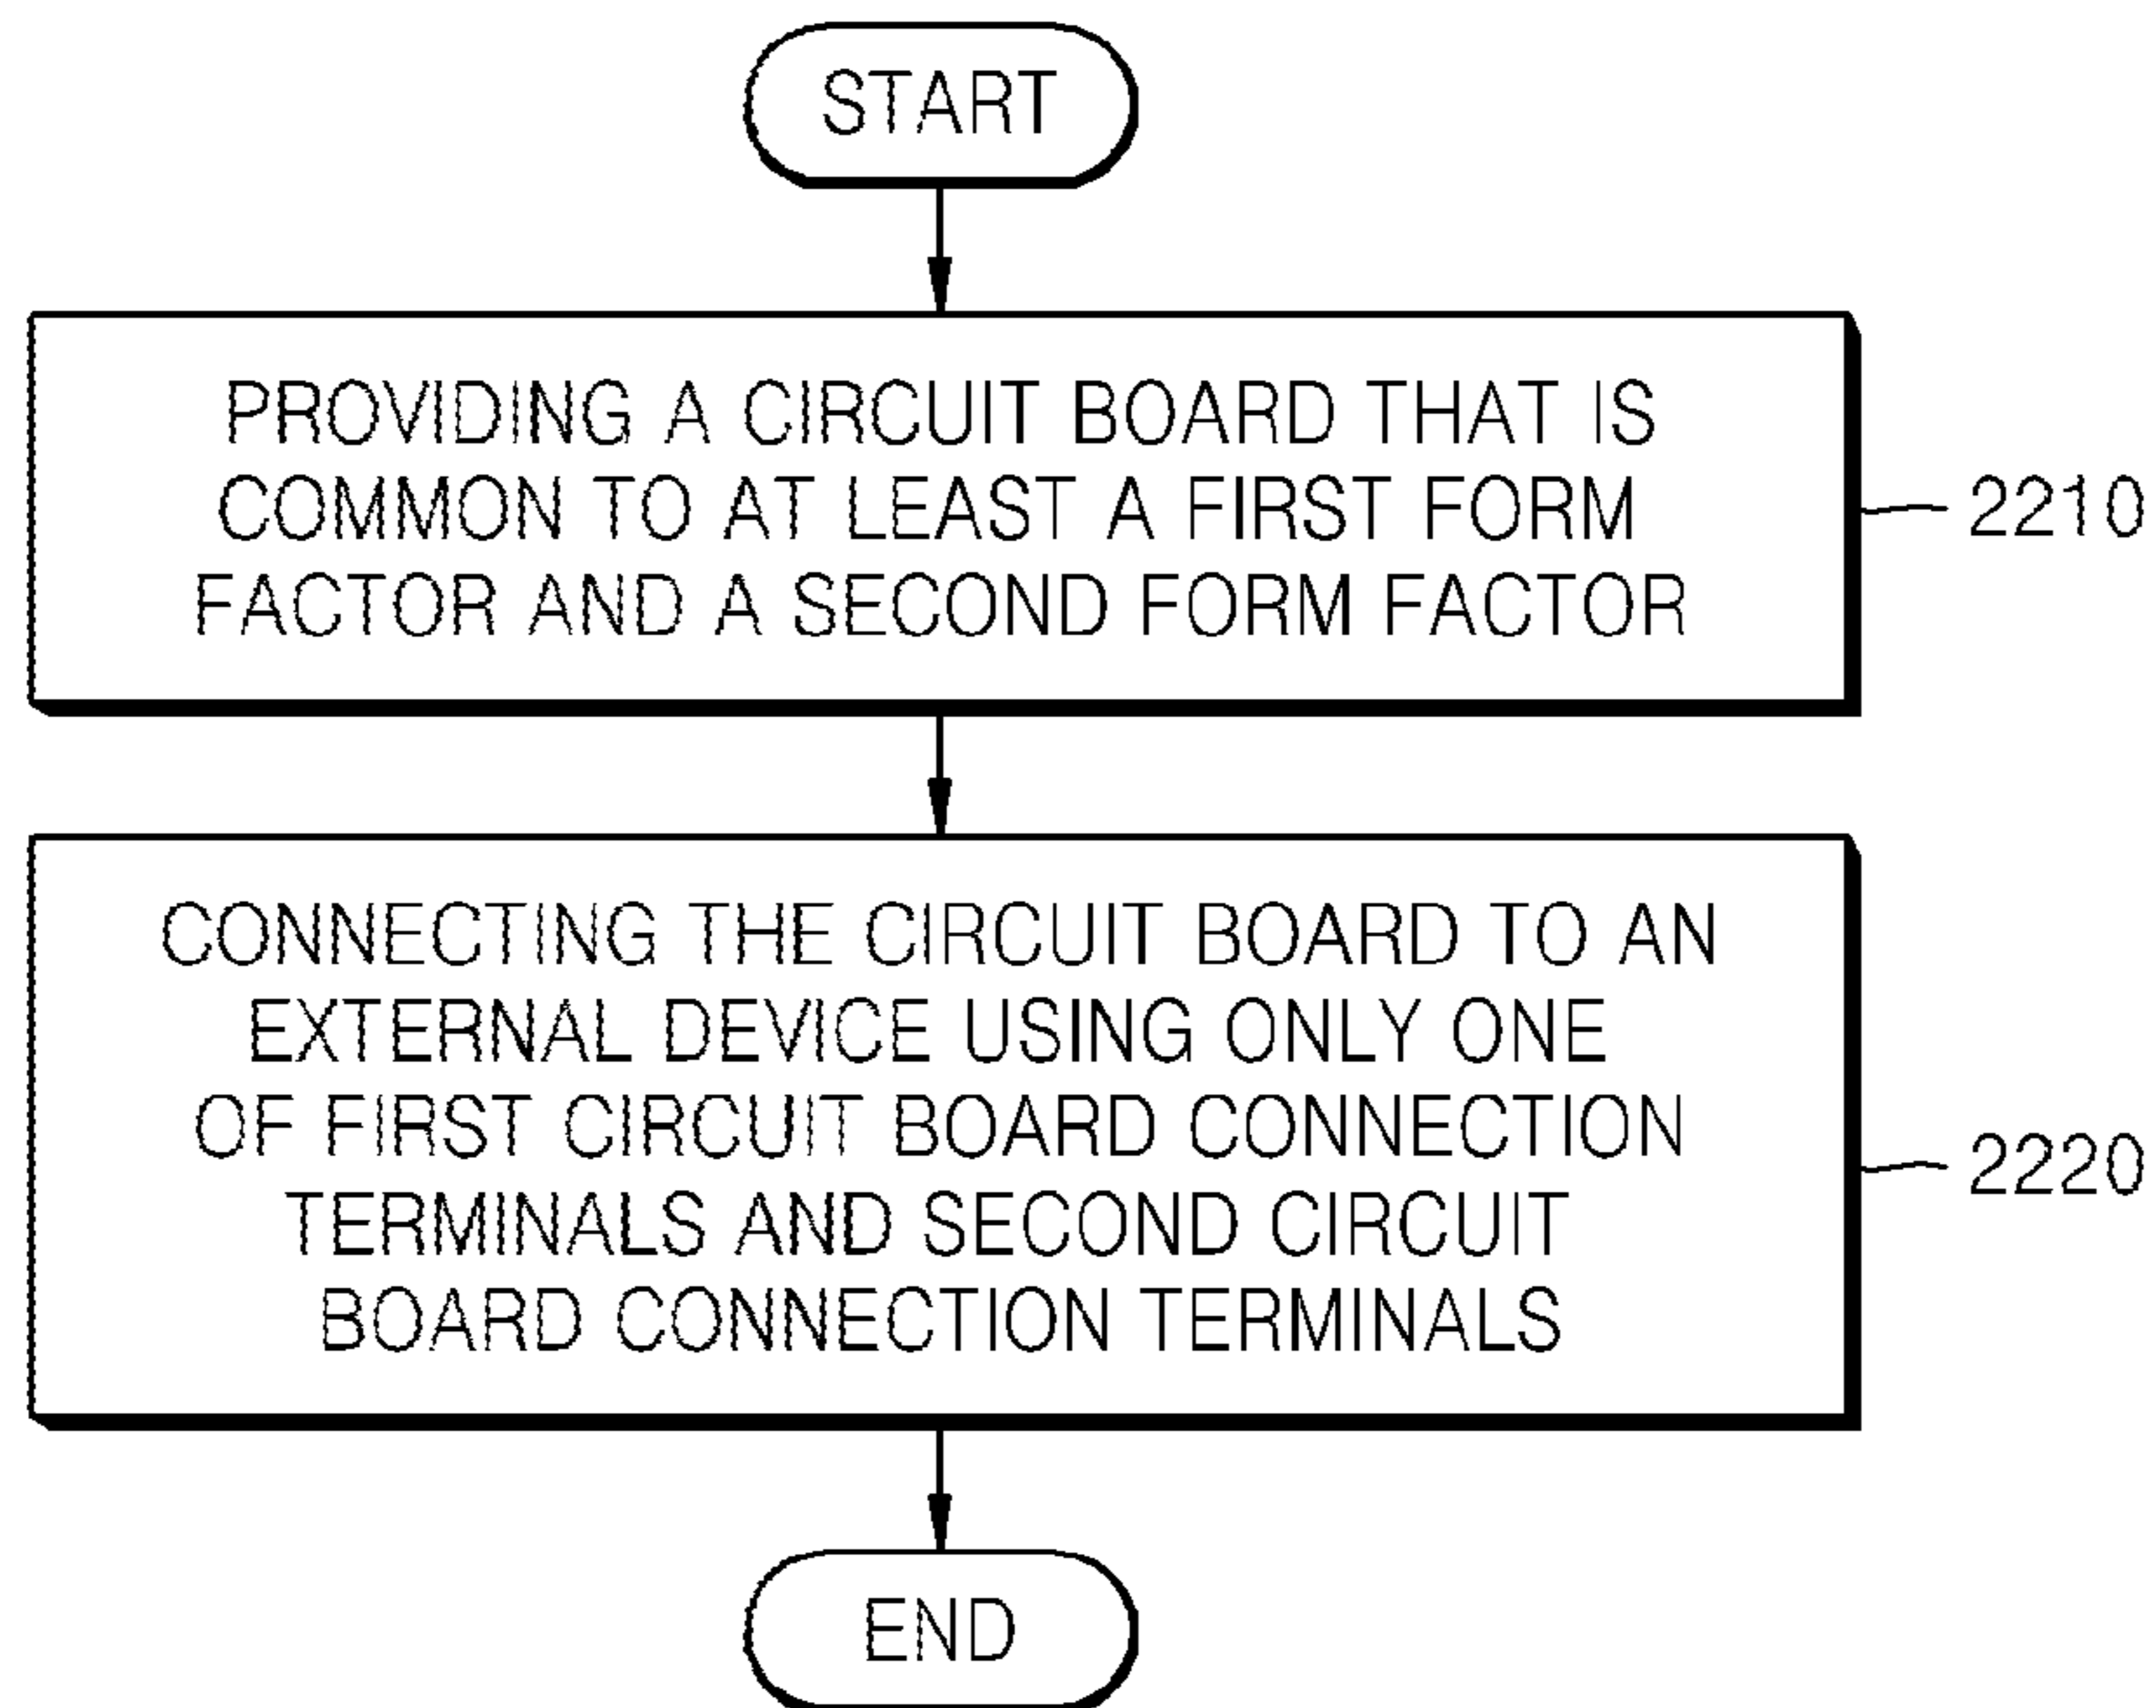 START
PROVIDING A CIRCUIT BOARD THAT IS
COMMON TO AT LEAST A FIRST FORM
FACTOR AND A SECOND FORM FACTOR
2210
CONNECTING THE CIRCUIT BOARD TO AN
EXTERNAL DEVICE USING ONLY ONE
OF FIRST CIRCUIT BOARD CONNECTION
TERMINALS AND SECOND CIRCUIT
BOARD CONNECTION TERMINALS
2220
END